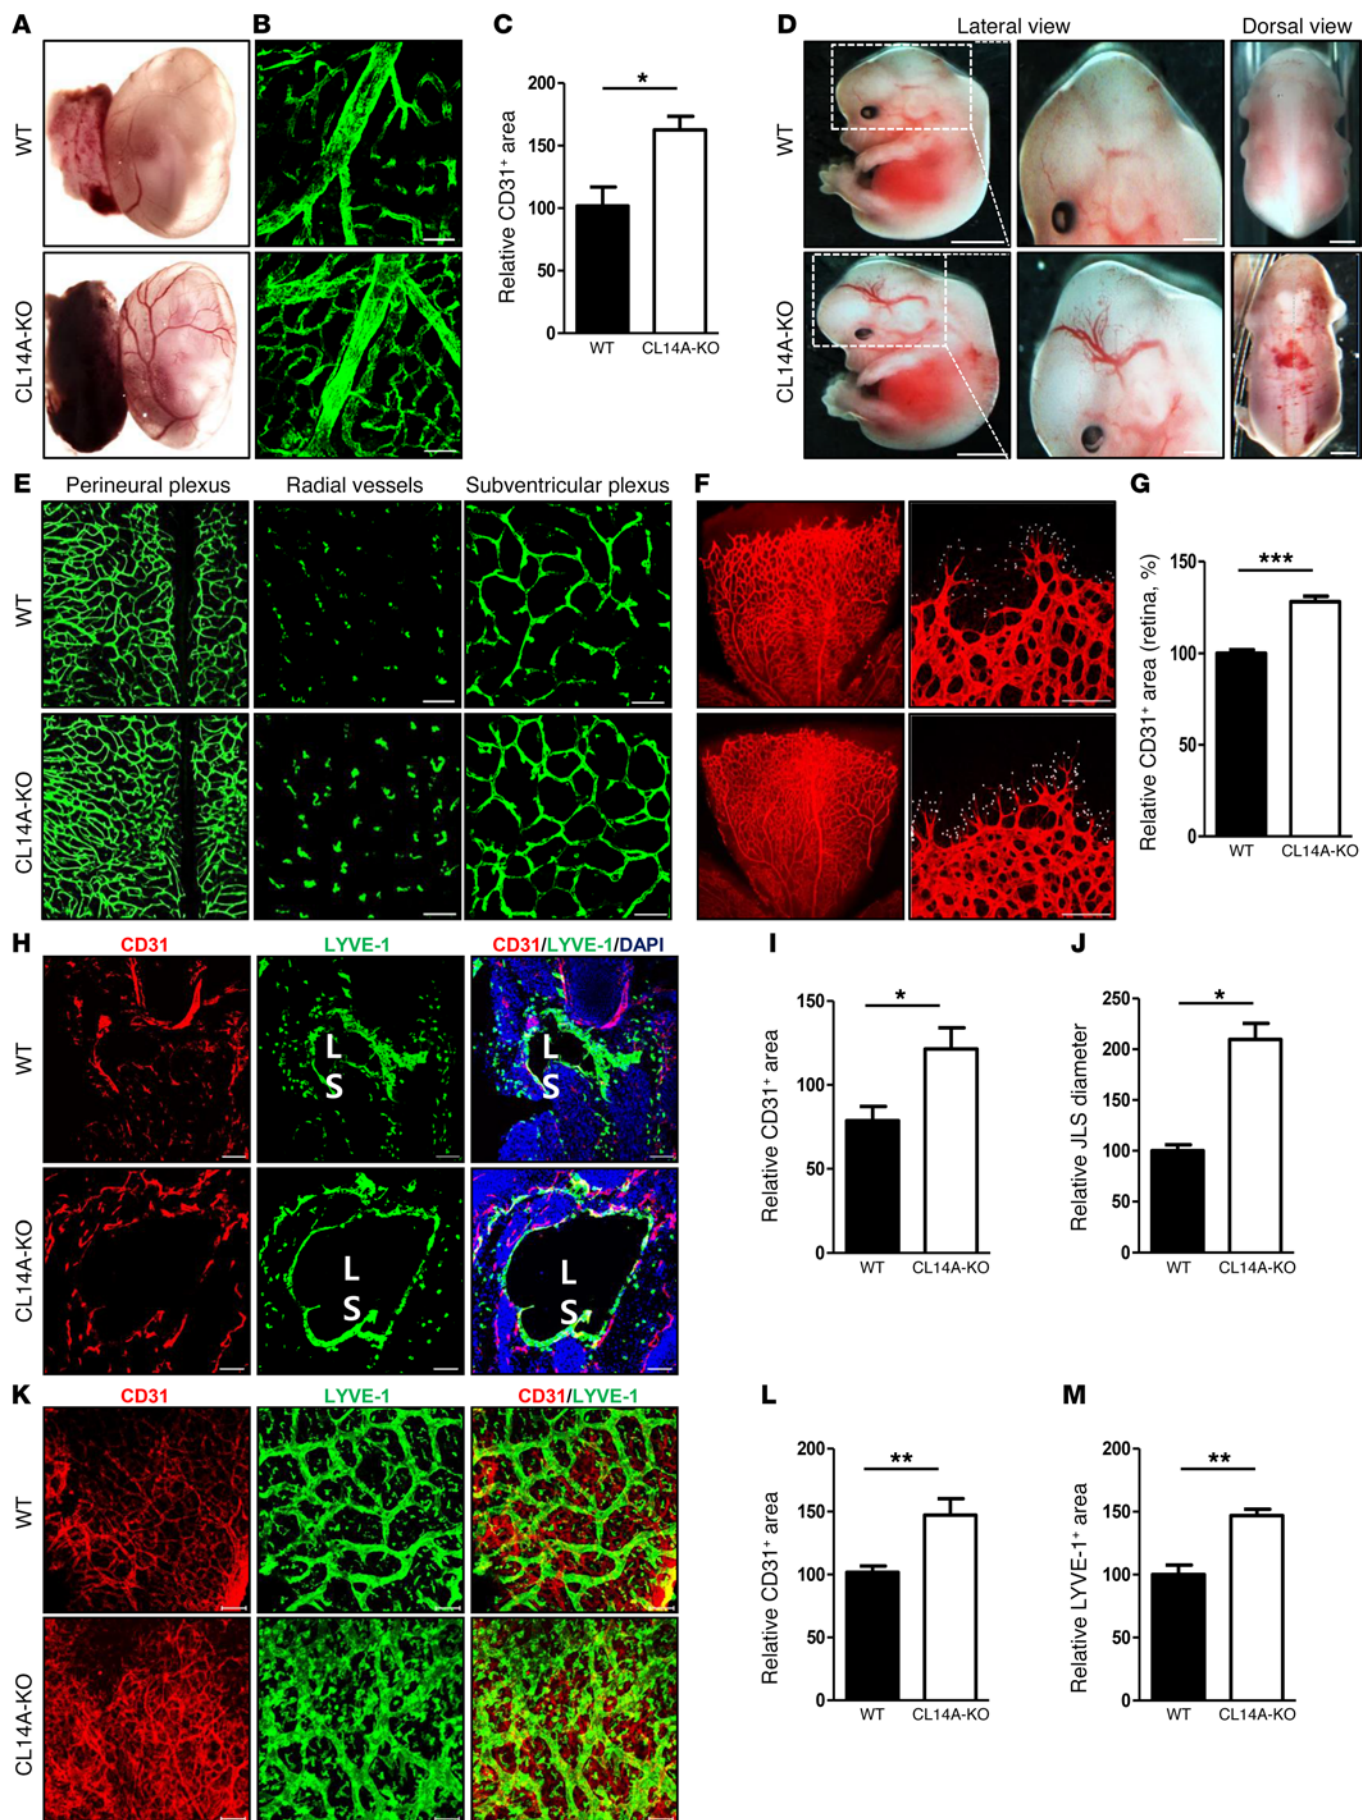 A
B
C
D
Lateral view
Dorsal view
WT
CL14A-KO
Relative CD31⁺ area
200
150
100
50
0
*
WT
CL14A-KO
WT
CL14A-KO
E
Perineural plexus
Radial vessels
Subventricular plexus
F
G
WT
CL14A-KO
Relative CD31⁺ area (retina, %)
150
100
50
0
***
WT
CL14A-KO
H
CD31
LYVE-1
CD31/LYVE-1/DAPI
WT
CL14A-KO
L
S
L
S
L
S
L
S
I
Relative CD31⁺ area
150
100
50
0
*
WT
CL14A-KO
J
Relative JLS diameter
250
200
150
100
50
0
*
WT
CL14A-KO
K
CD31
LYVE-1
CD31/LYVE-1
WT
CL14A-KO
L
Relative CD31⁺ area
200
150
100
50
0
**
WT
CL14A-KO
M
Relative LYVE-1⁺ area
200
150
100
50
0
**
WT
CL14A-KO